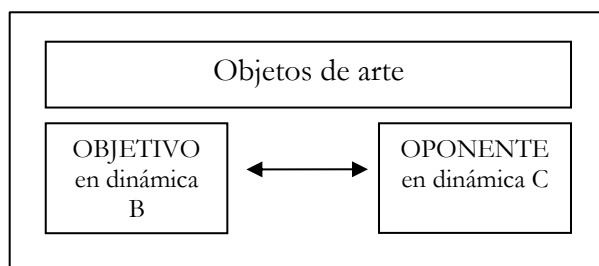 Objetos de arte
OBJETIVO
en dinámica
B
OPONENTE
en dinámica C